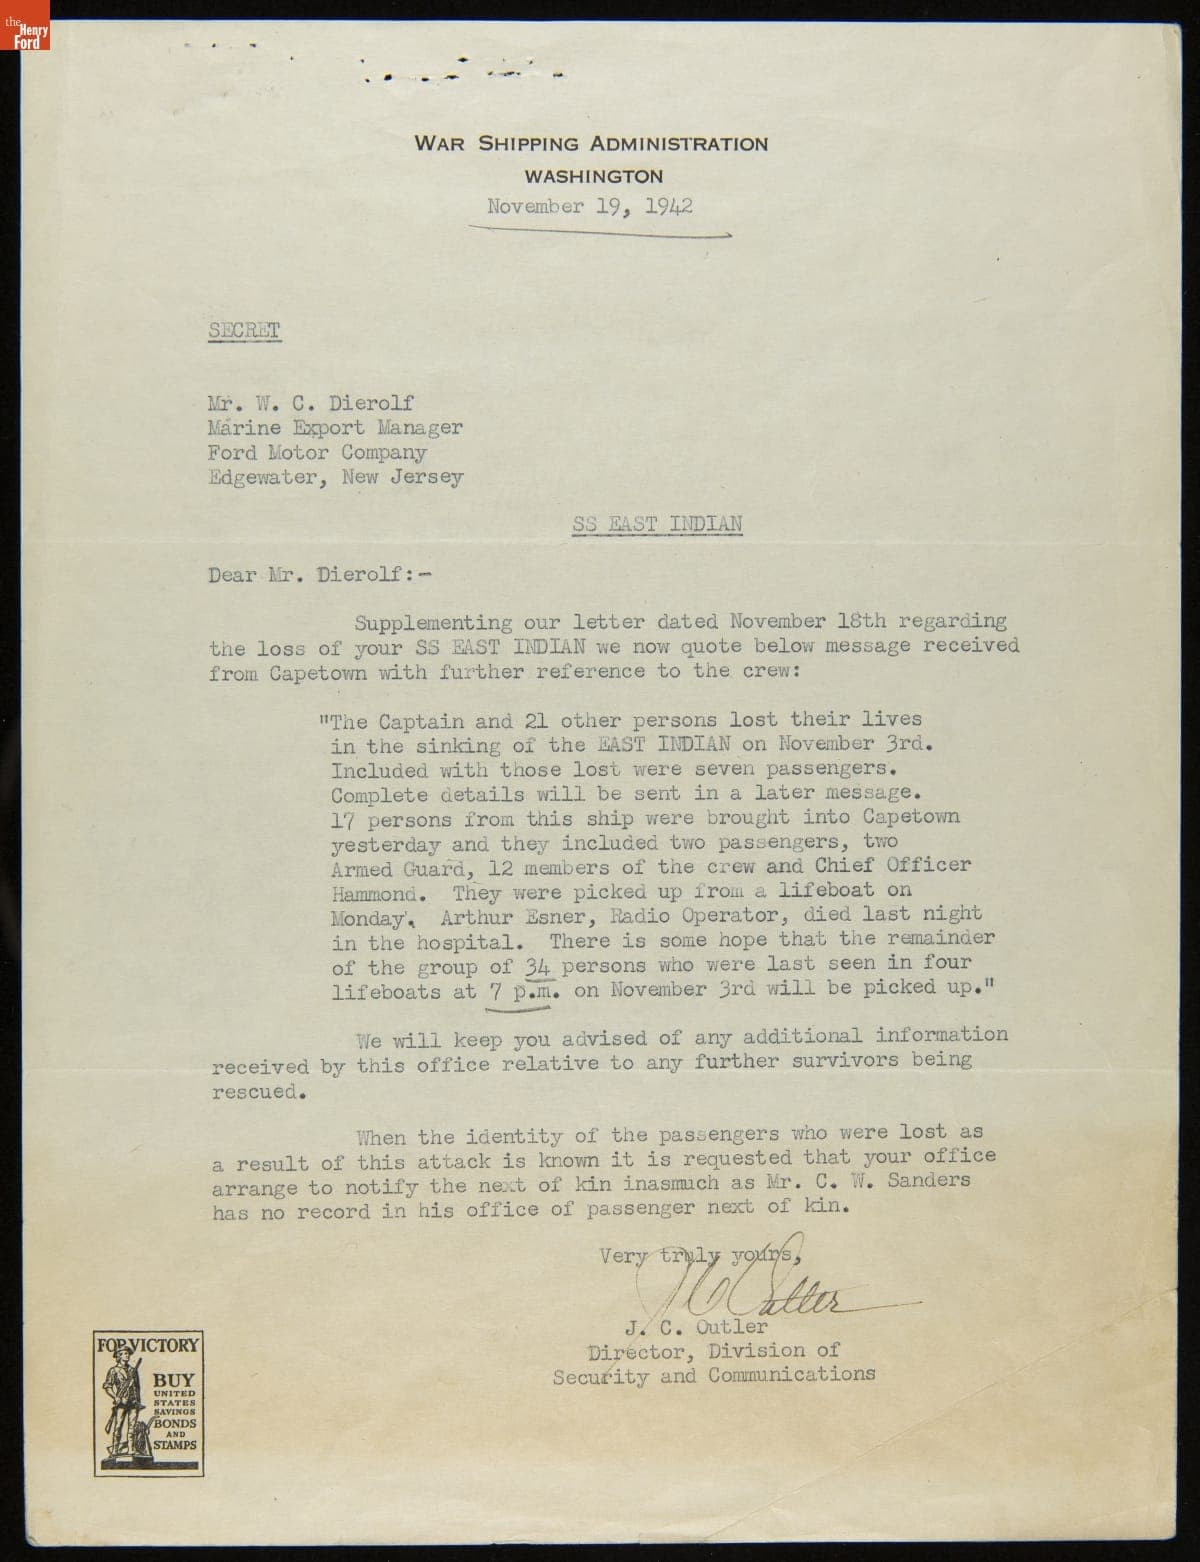 the
Henry
Ford
WAR SHIPPING ADMINISTRATION
WASHINGTON
November 19, 1942
SECRET
Mr. W. C. Dierolf
Marine Export Manager
Ford Motor Company
Edgewater, New Jersey
SS EAST INDIAN
Dear Mr. Dierolf:-
Supplementing our letter dated November 18th regarding
the loss of your SS EAST INDIAN we now quote below message received
from Capetown with further reference to the crew:
"The Captain and 21 other persons lost their lives
in the sinking of the EAST INDIAN on November 3rd.
Included with those lost were seven passengers.
Complete details will be sent in a later message.
17 persons from this ship were brought into Capetown
yesterday and they included two passengers, two
Armed Guard, 12 members of the crew and Chief Officer
Hammond. They were picked up from a lifeboat on
Monday. Arthur Esner, Radio Operator, died last night
in the hospital. There is some hope that the remainder
of the group of 34 persons who were last seen in four
lifeboats at 7 p.m. on November 3rd will be picked up."
We will keep you advised of any additional information
received by this office relative to any further survivors being
rescued.
When the identity of the passengers who were lost as
a result of this attack is known it is requested that your office
arrange to notify the next of kin inasmuch as Mr. C. W. Sanders
has no record in his office of passenger next of kin.
Very truly yours,
J C Outler
J. C. Outler
Director, Division of
Security and Communications
FOR VICTORY
BUY
UNITED
STATES
SAVINGS
BONDS
AND
STAMPS